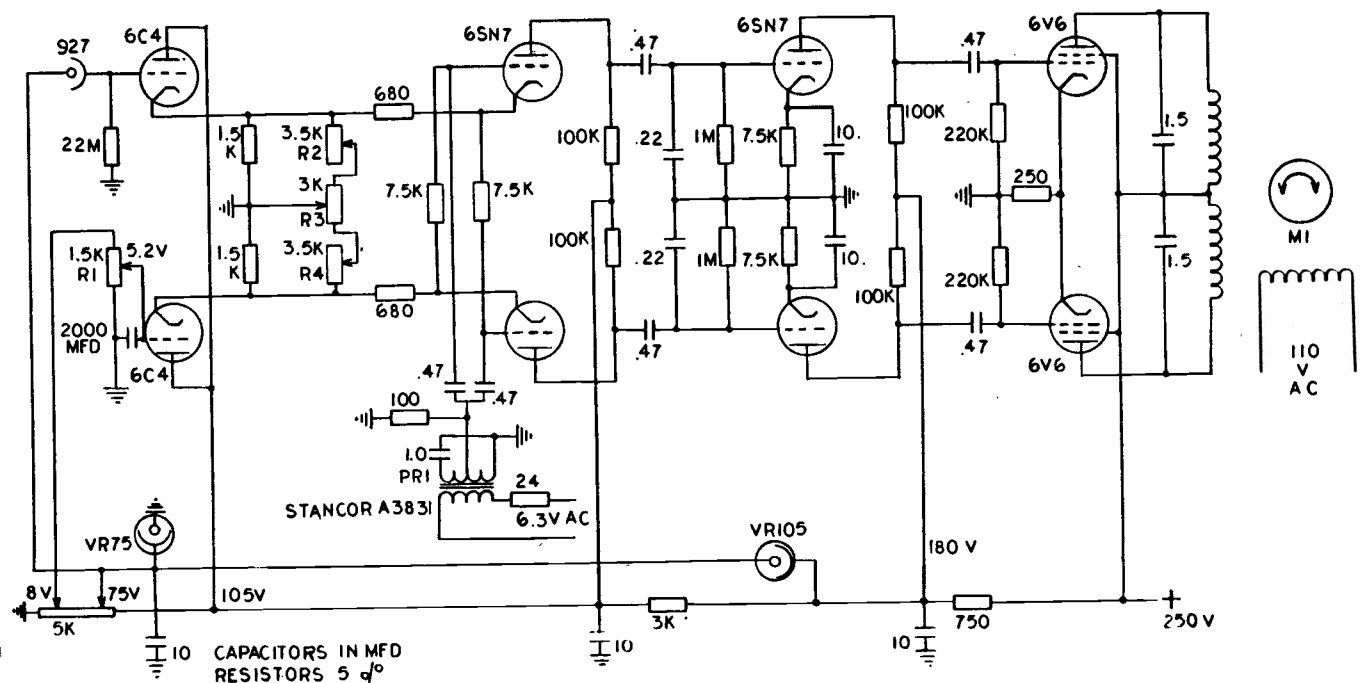 927
6C4
6SN7
6SN7
6V6
22M
1.5
K
3.5K
R2
680
7.5K
7.5K
3K
R3
1.5
K
3.5K
R4
680
1.5K
R1
5.2V
2000
MFD
6C4
100K
100K
.47
.47
.22
.22
1M
1M
7.5K
7.5K
10.
10.
100K
100K
.47
.47
220K
220K
250
1.5
1.5
6V6
M1
110
V
AC
.47
.47
100
1.0
PR1
STANCOR A3831
24
6.3V AC
VR75
VR105
8V
75V
105V
180 V
5K
3K
750
+
250V
10
10
10
CAPACITORS IN MFD
RESISTORS 5 %